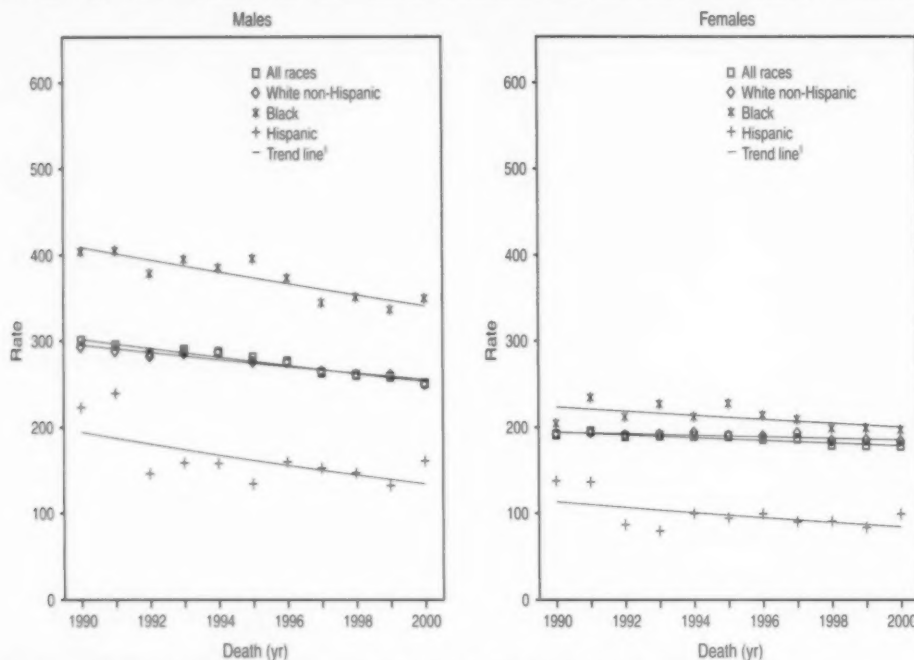 Males
600
500
400
300
200
100
0
Rate
All races
White non-Hispanic
Black
Hispanic
Trend line§
1990 1992 1994 1996 1998 2000
Death (yr)
Females
600
500
400
300
200
100
0
Rate
All races
White non-Hispanic
Black
Hispanic
Trend line§
1990 1992 1994 1996 1998 2000
Death (yr)